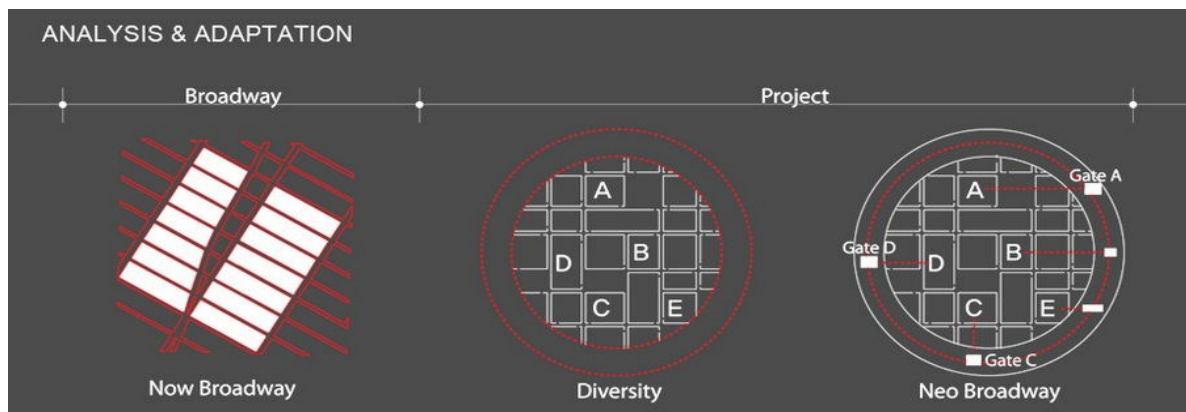 ANALYSIS & ADAPTATION
Broadway
Project
A
B
D
C
E
Gate A
A
Gate D
B
D
C
E
Gate C
Now Broadway
Diversity
Neo Broadway